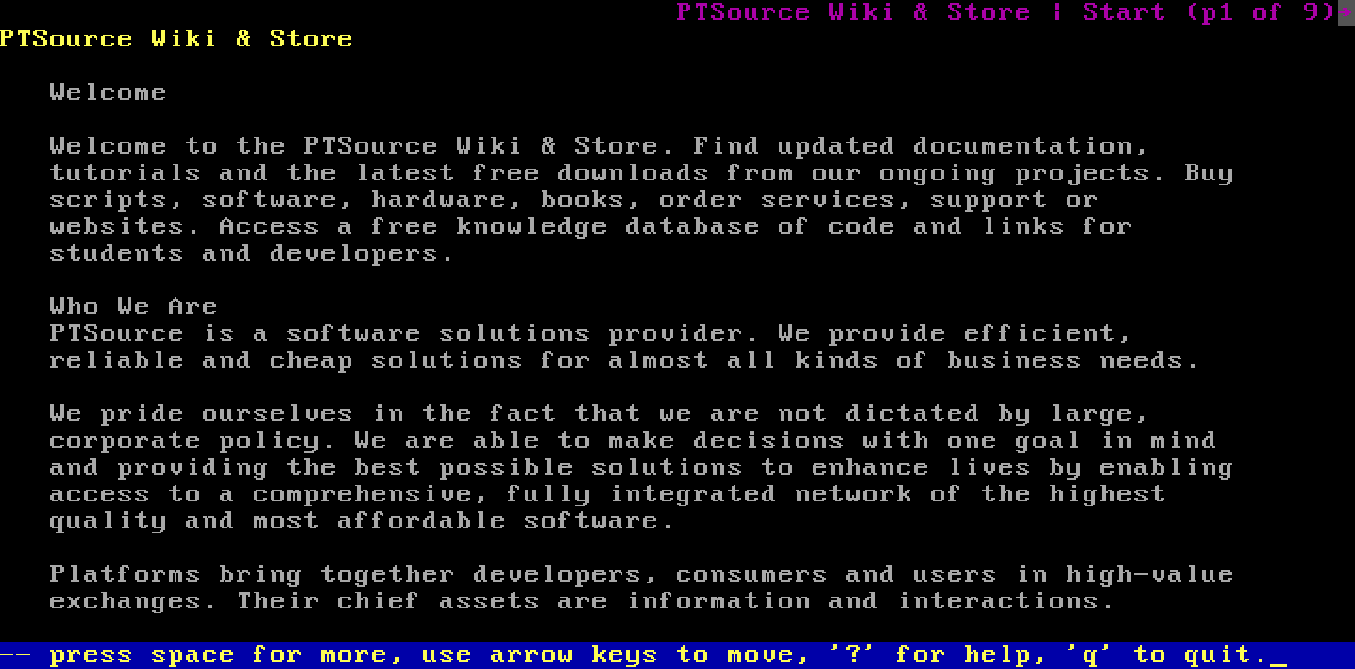 PTSource Wiki & Store | Start (p1 of 9)→
PTSource Wiki & Store
Welcome
Welcome to the PTSource Wiki & Store. Find updated documentation,
tutorials and the latest free downloads from our ongoing projects. Buy
scripts, software, hardware, books, order services, support or
websites. Access a free knowledge database of code and links for
students and developers.
Who We Are
PTSource is a software solutions provider. We provide efficient,
reliable and cheap solutions for almost all kinds of business needs.
We pride ourselves in the fact that we are not dictated by large,
corporate policy. We are able to make decisions with one goal in mind
and providing the best possible solutions to enhance lives by enabling
access to a comprehensive, fully integrated network of the highest
quality and most affordable software.
Platforms bring together developers, consumers and users in high-value
exchanges. Their chief assets are information and interactions.
-- press space for more, use arrow keys to move, '?' for help, 'q' to quit._